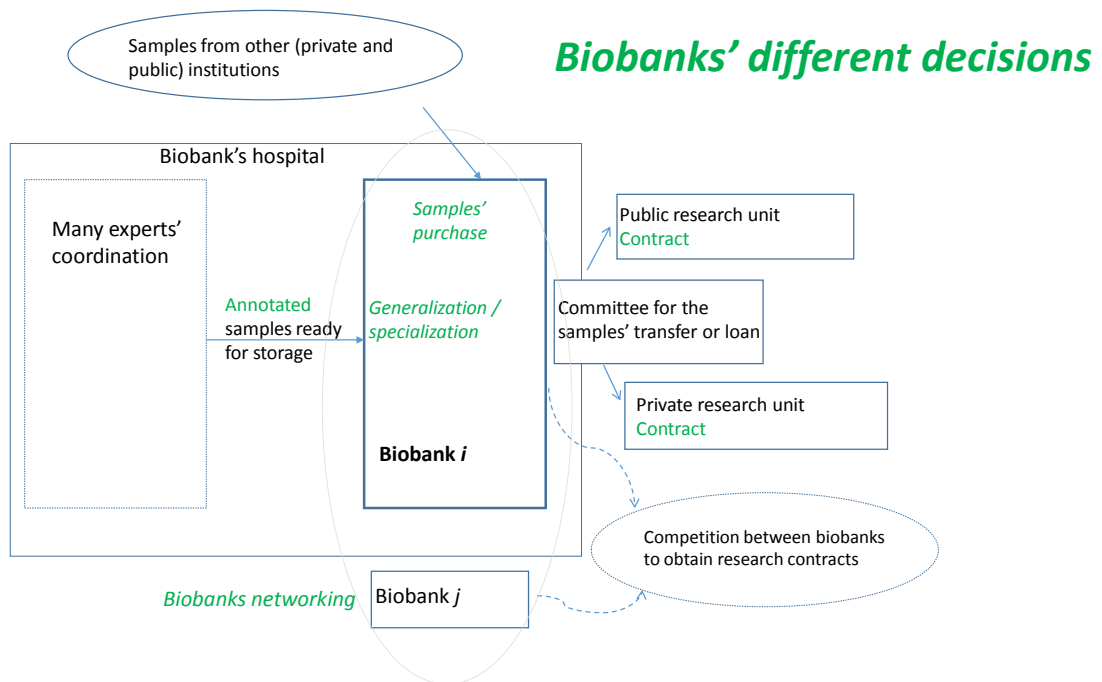 Samples from other (private and
public) institutions
Biobanks’ different decisions
Biobank’s hospital
Many experts’
coordination
Samples’
purchase
Public research unit
Contract
Annotated
samples ready
for storage
Generalization /
specialization
Committee for the
samples’ transfer or loan
Private research unit
Contract
Biobank i
Competition between biobanks
to obtain research contracts
Biobanks networking
Biobank j